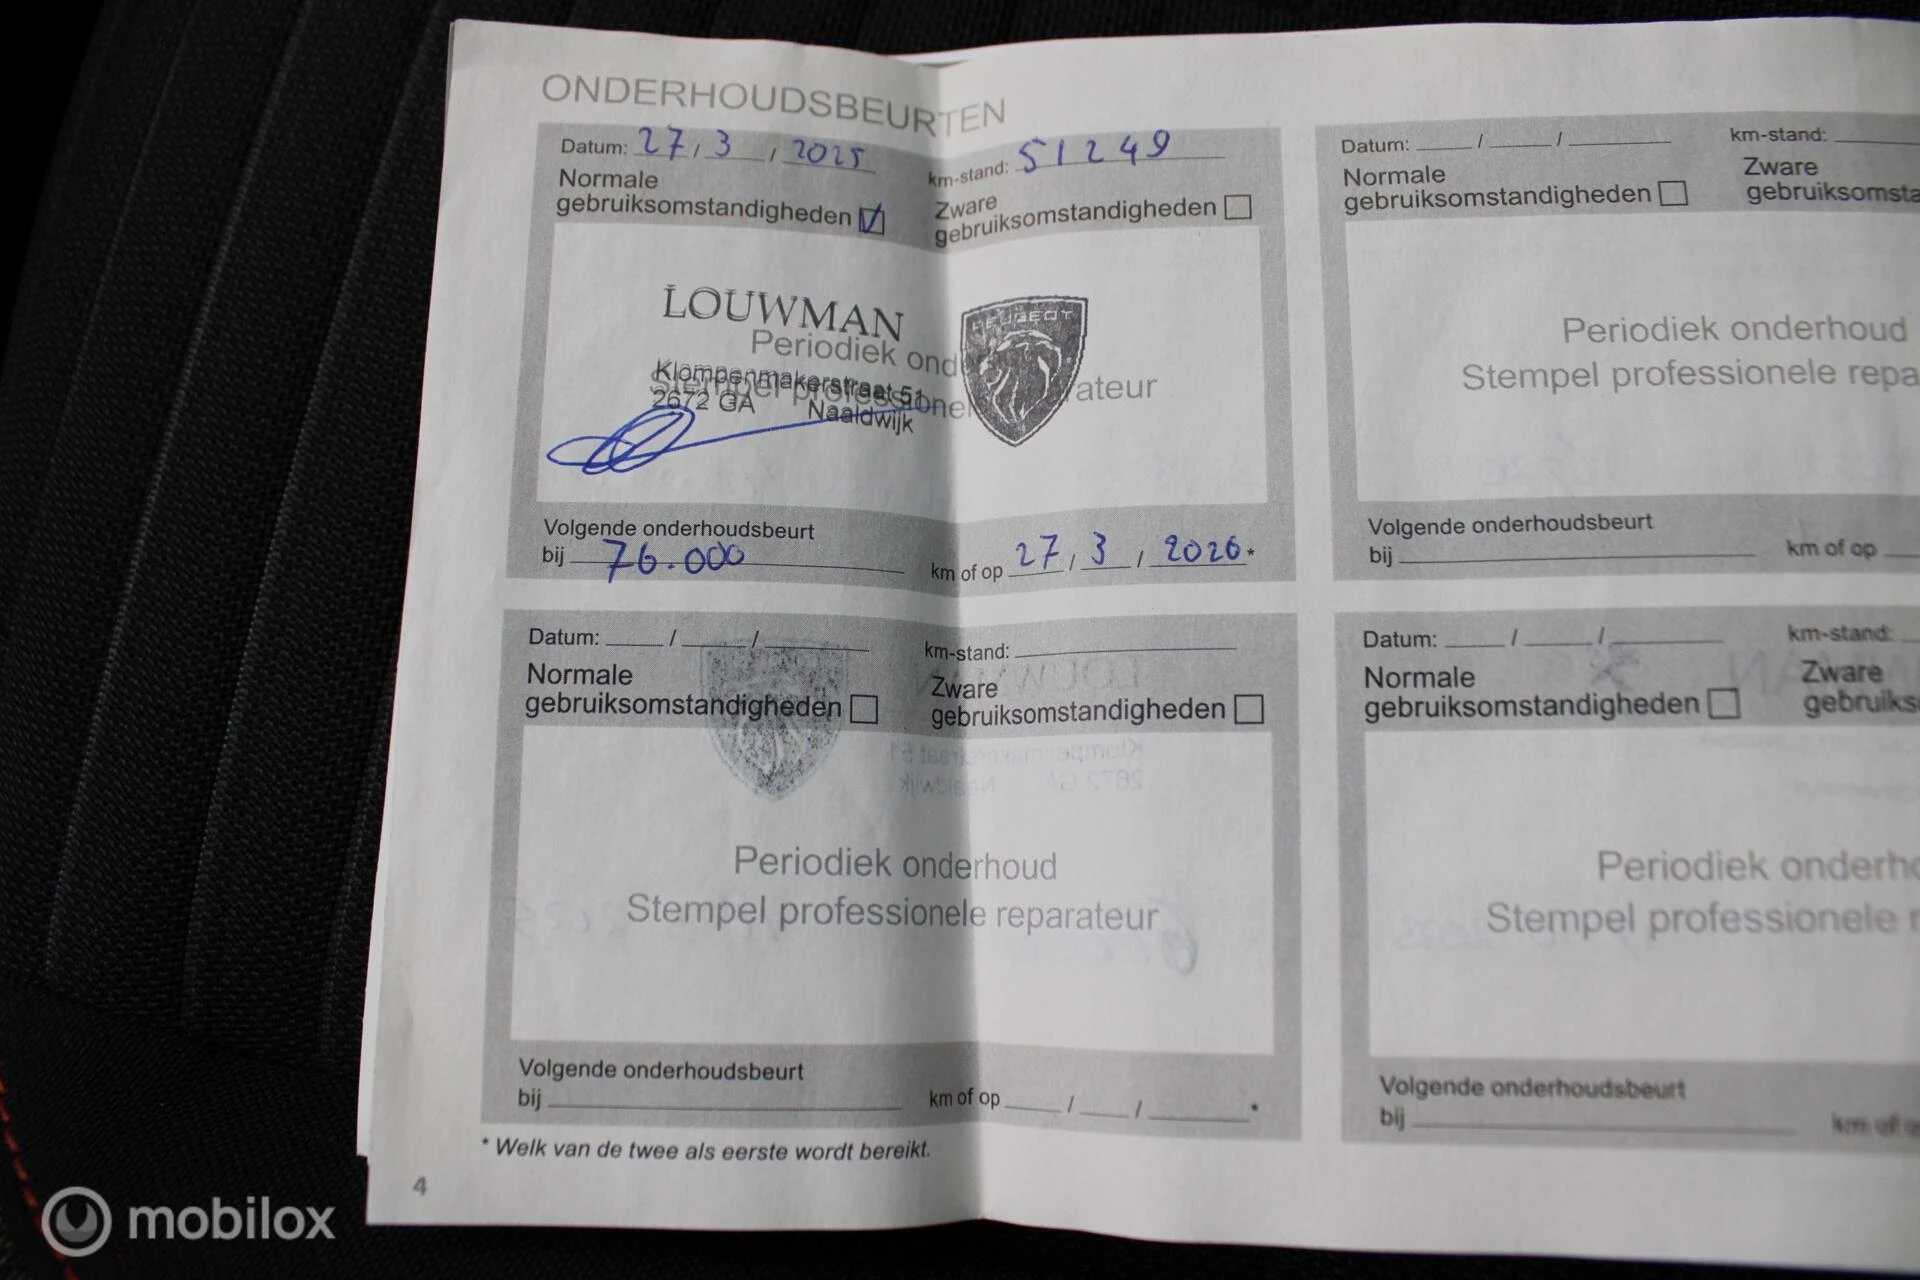 ONDERHOUDSBEURTEN
Datum: 27 / 3 / 2025 km-stand: 51249
Normale
gebruiksomstandigheden
Zware
gebruiksomstandigheden
LOUWMAN
PEUGEOT
Periodiek
Klompenmakerstraat 51
Stempel professionele reparateur
2672 GA Naaldwijk
Volgende onderhoudsbeurt
bij 76.000 km of op 27 / 3 / 2026 *
Datum: / / km-stand:
Normale
gebruiksomstandigheden
Zware
gebruiksomstandigheden
Periodiek onderhoud
Stempel professionele reparateur
Volgende onderhoudsbeurt
bij km of op / / *
* Welk van de twee als eerste wordt bereikt.
4
Datum: / / km-stand:
Normale
gebruiksomstandigheden
Zware
gebruiksomsta
Periodiek onderhoud
Stempel professionele repa
Volgende onderhoudsbeurt
bij km of op
Datum: / / km-stand:
Normale
gebruiksomstandigheden
Zware
gebruiks
Periodiek onderho
Stempel professionele r
Volgende onderhoudsbeurt
bij km of o
mobilox